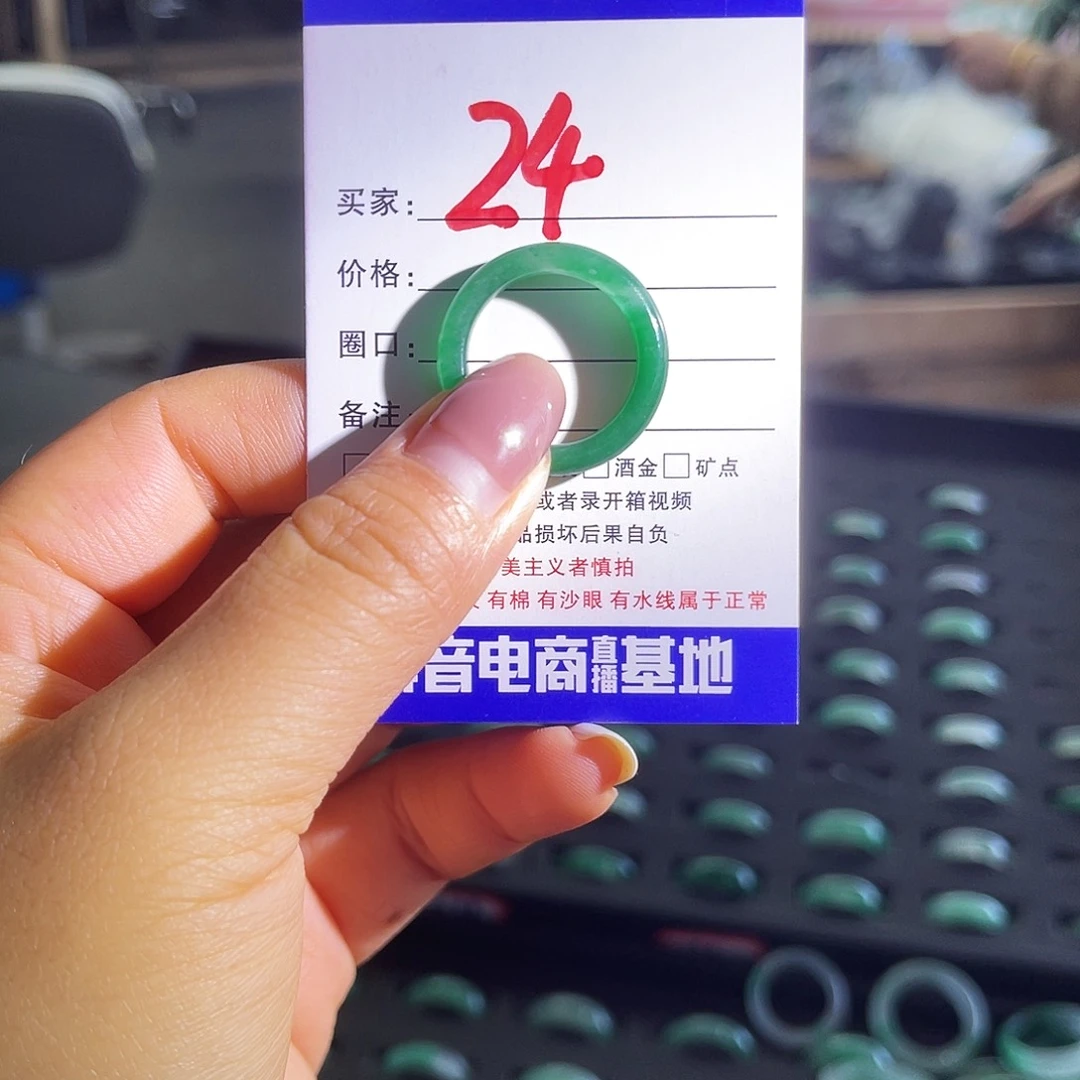 买家: 24
价格:
圈口:
备注:
酒金 矿点
或者录开箱视频
损坏后果自负
美主义者慎拍
有棉 有沙眼 有水线属于正常
音电商直播基地